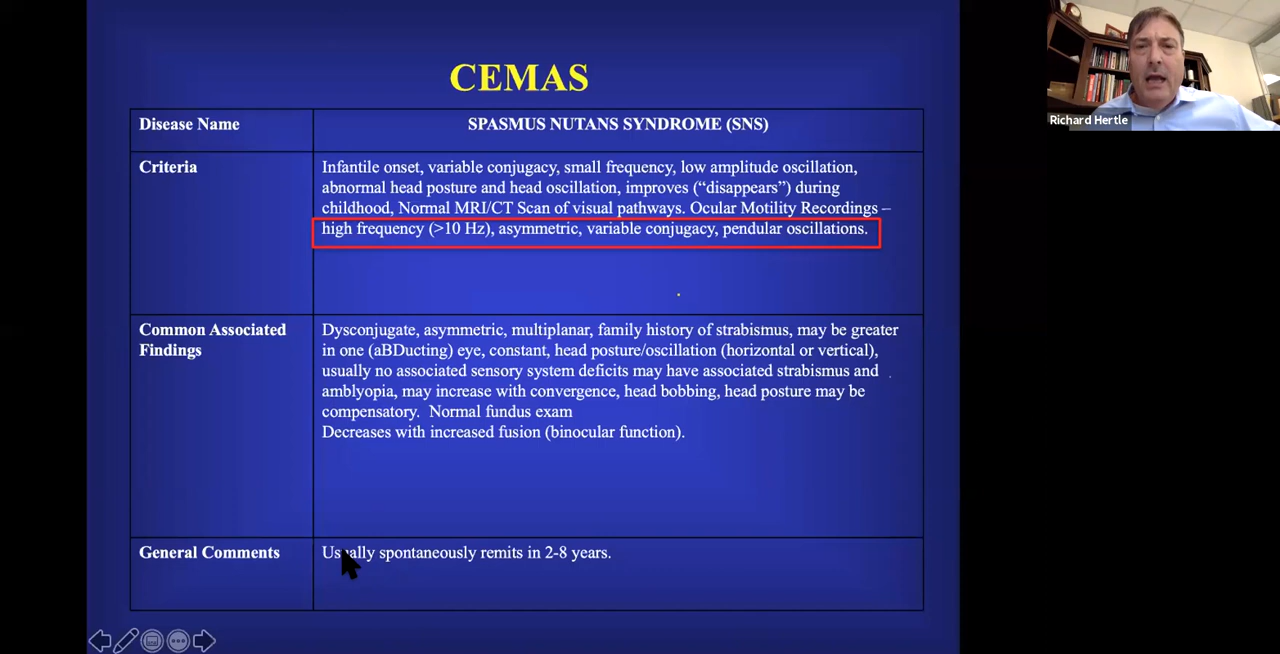 CEMAS
Disease Name
SPASMUS NUTANS SYNDROME (SNS)
Criteria
Infantile onset, variable conjugacy, small frequency, low amplitude oscillation,
abnormal head posture and head oscillation, improves (“disappears”) during
childhood, Normal MRI/CT Scan of visual pathways. Ocular Motility Recordings –
high frequency (>10 Hz), asymmetric, variable conjugacy, pendular oscillations.
Common Associated
Findings
Dysconjugate, asymmetric, multiplanar, family history of strabismus, may be greater
in one (aBDucting) eye, constant, head posture/oscillation (horizontal or vertical),
usually no associated sensory system deficits may have associated strabismus and
amblyopia, may increase with convergence, head bobbing, head posture may be
compensatory.  Normal fundus exam
Decreases with increased fusion (binocular function).
General Comments
Usually spontaneously remits in 2-8 years.
Richard Hertle